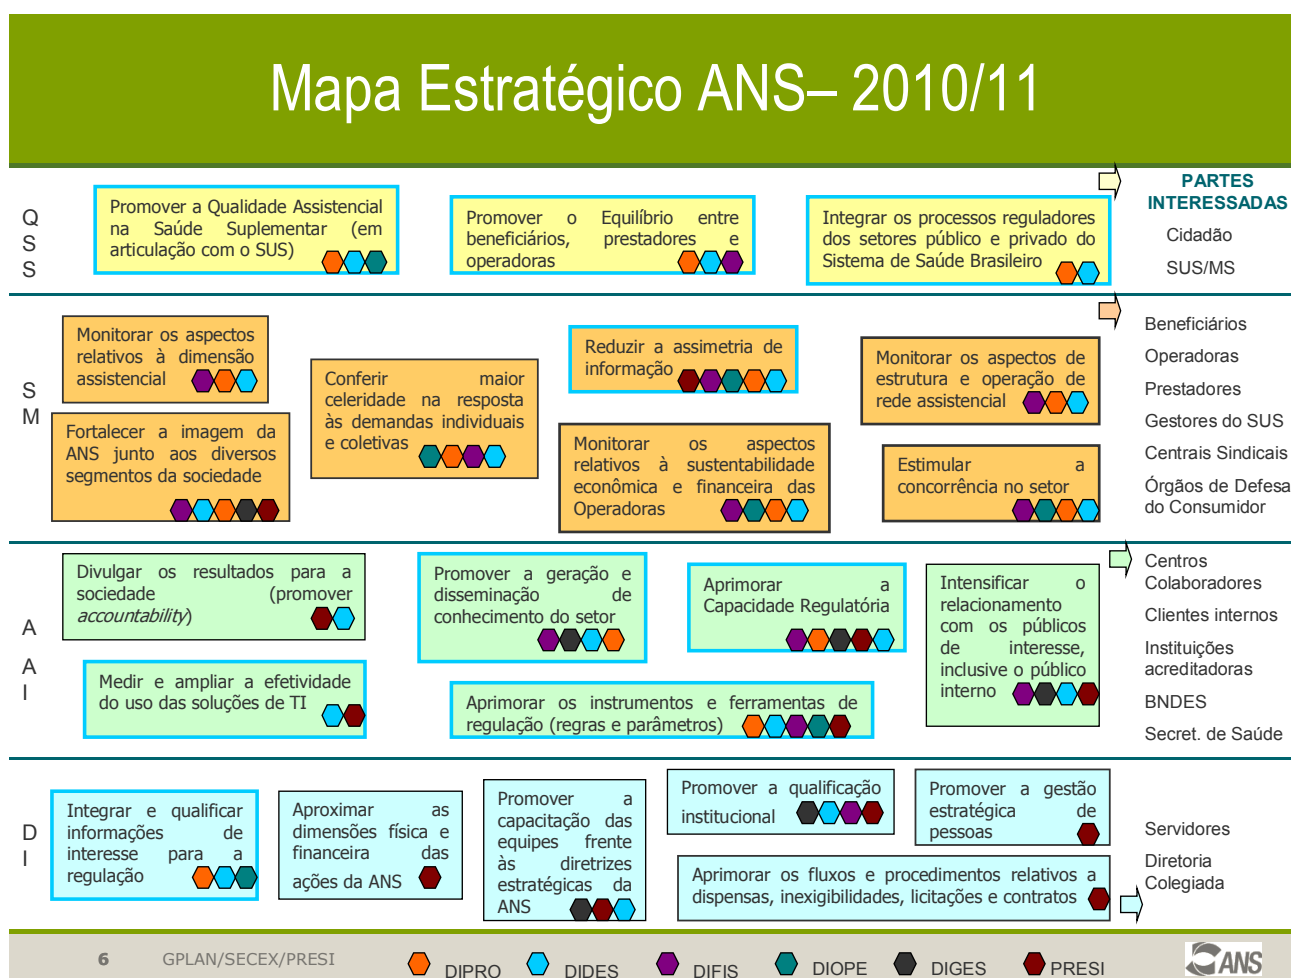 Mapa Estratégico ANS– 2010/11
Q
S
S
Promover a Qualidade Assistencial
na Saúde Suplementar (em
articulação com o SUS)
Promover o Equilíbrio entre
beneficiários, prestadores e
operadoras
Integrar os processos reguladores
dos setores público e privado do
Sistema de Saúde Brasileiro
PARTES
INTERESSADAS
Cidadão
SUS/MS
S
M
Monitorar os aspectos
relativos à dimensão
assistencial
Fortalecer a imagem da
ANS junto aos diversos
segmentos da sociedade
Conferir maior
celeridade na resposta
às demandas individuais
e coletivas
Reduzir a assimetria de
informação
Monitorar os aspectos
relativos à sustentabilidade
econômica e financeira das
Operadoras
Monitorar os aspectos de
estrutura e operação de
rede assistencial
Estimular a
concorrência no setor
Beneficiários
Operadoras
Prestadores
Gestores do SUS
Centrais Sindicais
Órgãos de Defesa
do Consumidor
A
A
I
Divulgar os resultados para a
sociedade (promover
accountability)
Medir e ampliar a efetividade
do uso das soluções de TI
Promover a geração e
disseminação de
conhecimento do setor
Aprimorar a
Capacidade Regulatória
Aprimorar os instrumentos e ferramentas de
regulação (regras e parâmetros)
Intensificar o
relacionamento
com os públicos
de interesse,
inclusive o público
interno
Centros
Colaboradores
Clientes internos
Instituições
acreditadoras
BNDES
Secret. de Saúde
D
I
Integrar e qualificar
informações de
interesse para a
regulação
Aproximar as
dimensões física e
financeira das
ações da ANS
Promover a
capacitação das
equipes frente
às diretrizes
estratégicas da
ANS
Promover a qualificação
institucional
Promover a gestão
estratégica de
pessoas
Aprimorar os fluxos e procedimentos relativos a
dispensas, inexigibilidades, licitações e contratos
Servidores
Diretoria
Colegiada
6 GPLAN/SECEX/PRESI
DIPRO DIDES DIFIS DIOPE DIGES PRESI
ANS